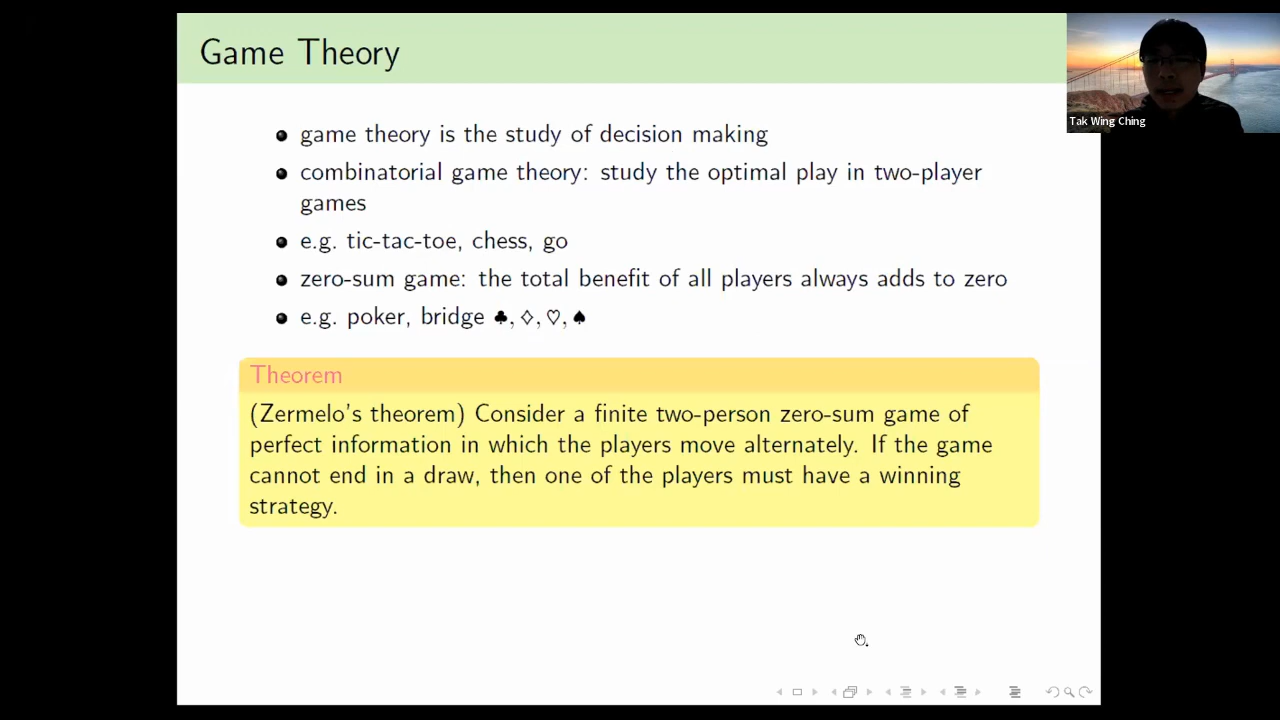 Game Theory
Tak Wing Ching
game theory is the study of decision making
combinatorial game theory: study the optimal play in two-player
games
e.g. tic-tac-toe, chess, go
zero-sum game: the total benefit of all players always adds to zero
e.g. poker, bridge ♣, ♢, ♡, ♠
Theorem
(Zermelo's theorem) Consider a finite two-person zero-sum game of
perfect information in which the players move alternately. If the game
cannot end in a draw, then one of the players must have a winning
strategy.